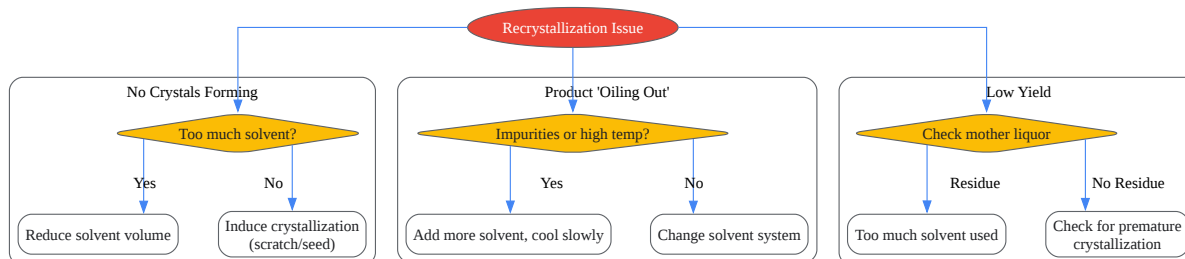 Recrystallization Issue
No Crystals Forming
Too much solvent?
Yes
No
Reduce solvent volume
Induce crystallization
(scratch/seed)
Product 'Oiling Out'
Impurities or high temp?
Yes
No
Add more solvent, cool slowly
Change solvent system
Low Yield
Check mother liquor
Residue
No Residue
Too much solvent used
Check for premature
crystallization